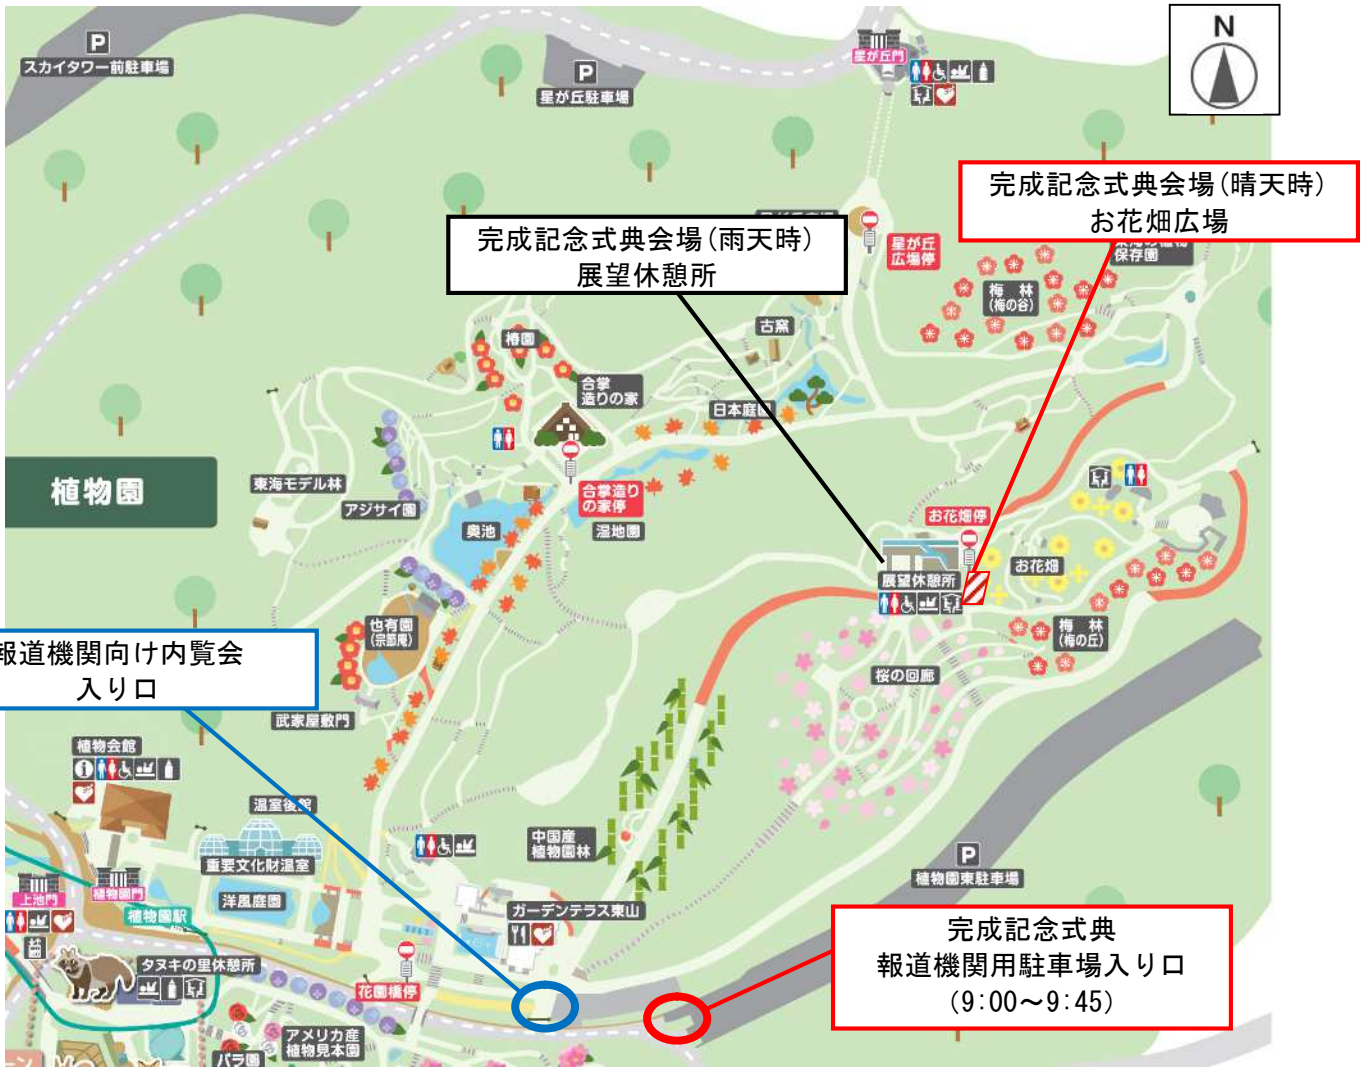 P
スカイタワー前駐車場
P
星が丘駐車場
星が丘門
N
完成記念式典会場(晴天時)
お花畑広場
完成記念式典会場(雨天時)
展望休憩所
星が丘
広場停
保存園
梅 林
(梅の谷)
古窯
椿園
合掌
造りの家
日本庭園
植物園
東海モデル林
アジサイ園
合掌造り
の家停
奥池
湿地園
お花畑停
展望休憩所
お花畑
也有園
(宗節庵)
梅 林
(梅の丘)
報道機関向け内覧会
入り口
桜の回廊
武家屋敷門
植物会館
温室後館
重要文化財温室
中国産
植物園林
P
植物園東駐車場
上池門
植物園門
洋風庭園
植物園駅
ガーデンテラス東山
完成記念式典
報道機関用駐車場入り口
(9:00～9:45)
タヌキの里休憩所
花園橋停
アメリカ産
植物見本園
バラ園